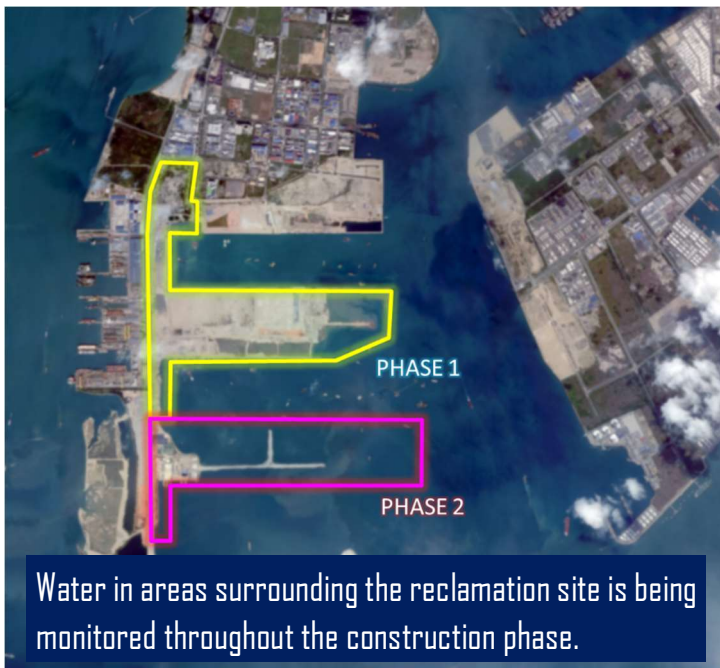 PHASE 1
PHASE 2
Water in areas surrounding the reclamation site is being
monitored throughout the construction phase.